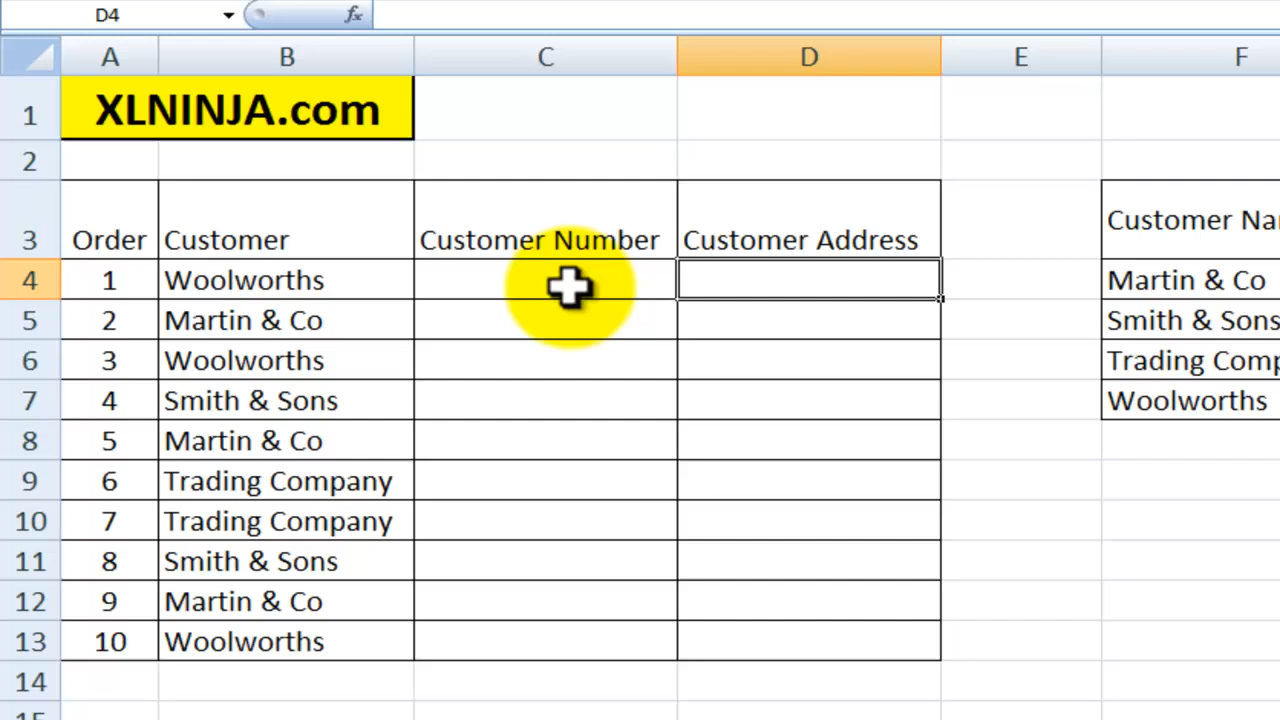 D4
fx
A B C D E F
1 XLNINJA.com
2
3 Order Customer Customer Number Customer Address Customer Na
4 1 Woolworths Martin & Co
5 2 Martin & Co Smith & Sons
6 3 Woolworths Trading Comp
7 4 Smith & Sons Woolworths
8 5 Martin & Co
9 6 Trading Company
10 7 Trading Company
11 8 Smith & Sons
12 9 Martin & Co
13 10 Woolworths
14
15